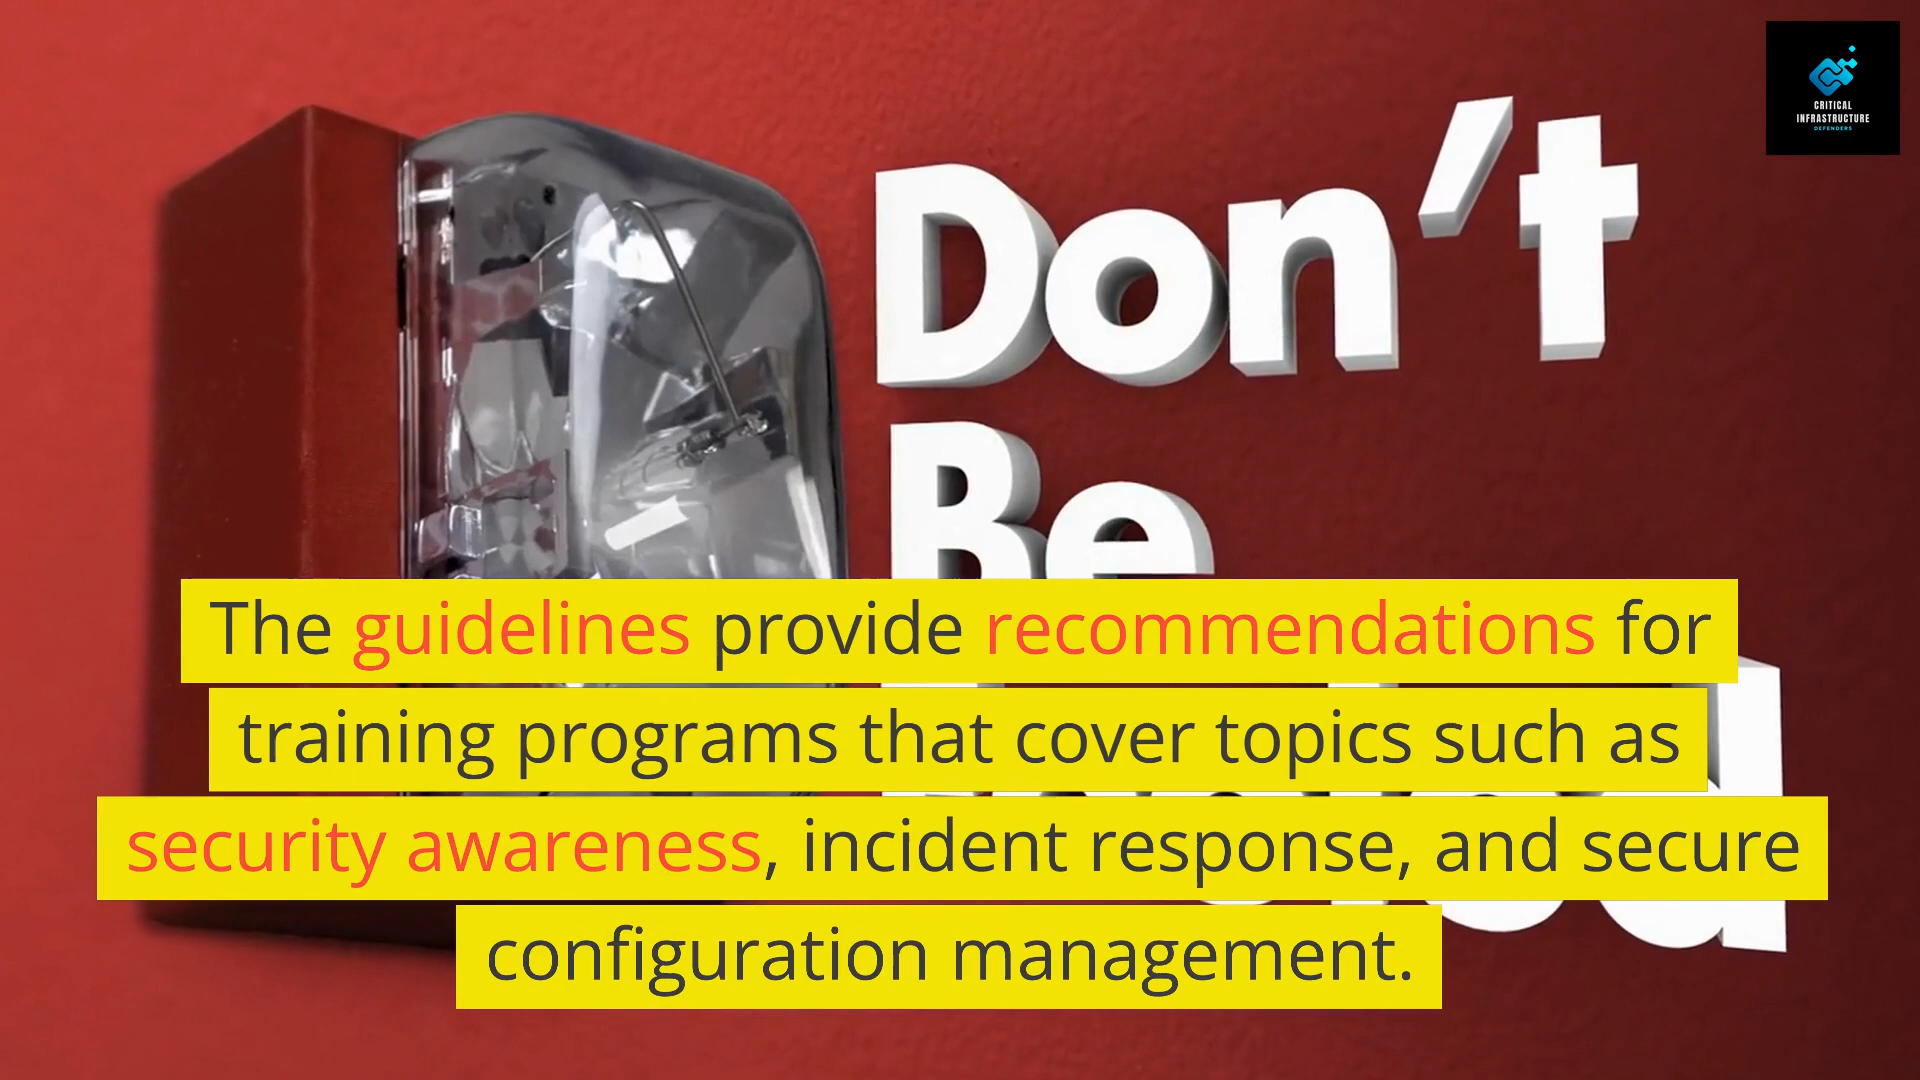 CRITICAL
INFRASTRUCTURE
DEFENDERS
Don't
Be
The guidelines provide recommendations for
training programs that cover topics such as
security awareness, incident response, and secure
configuration management.